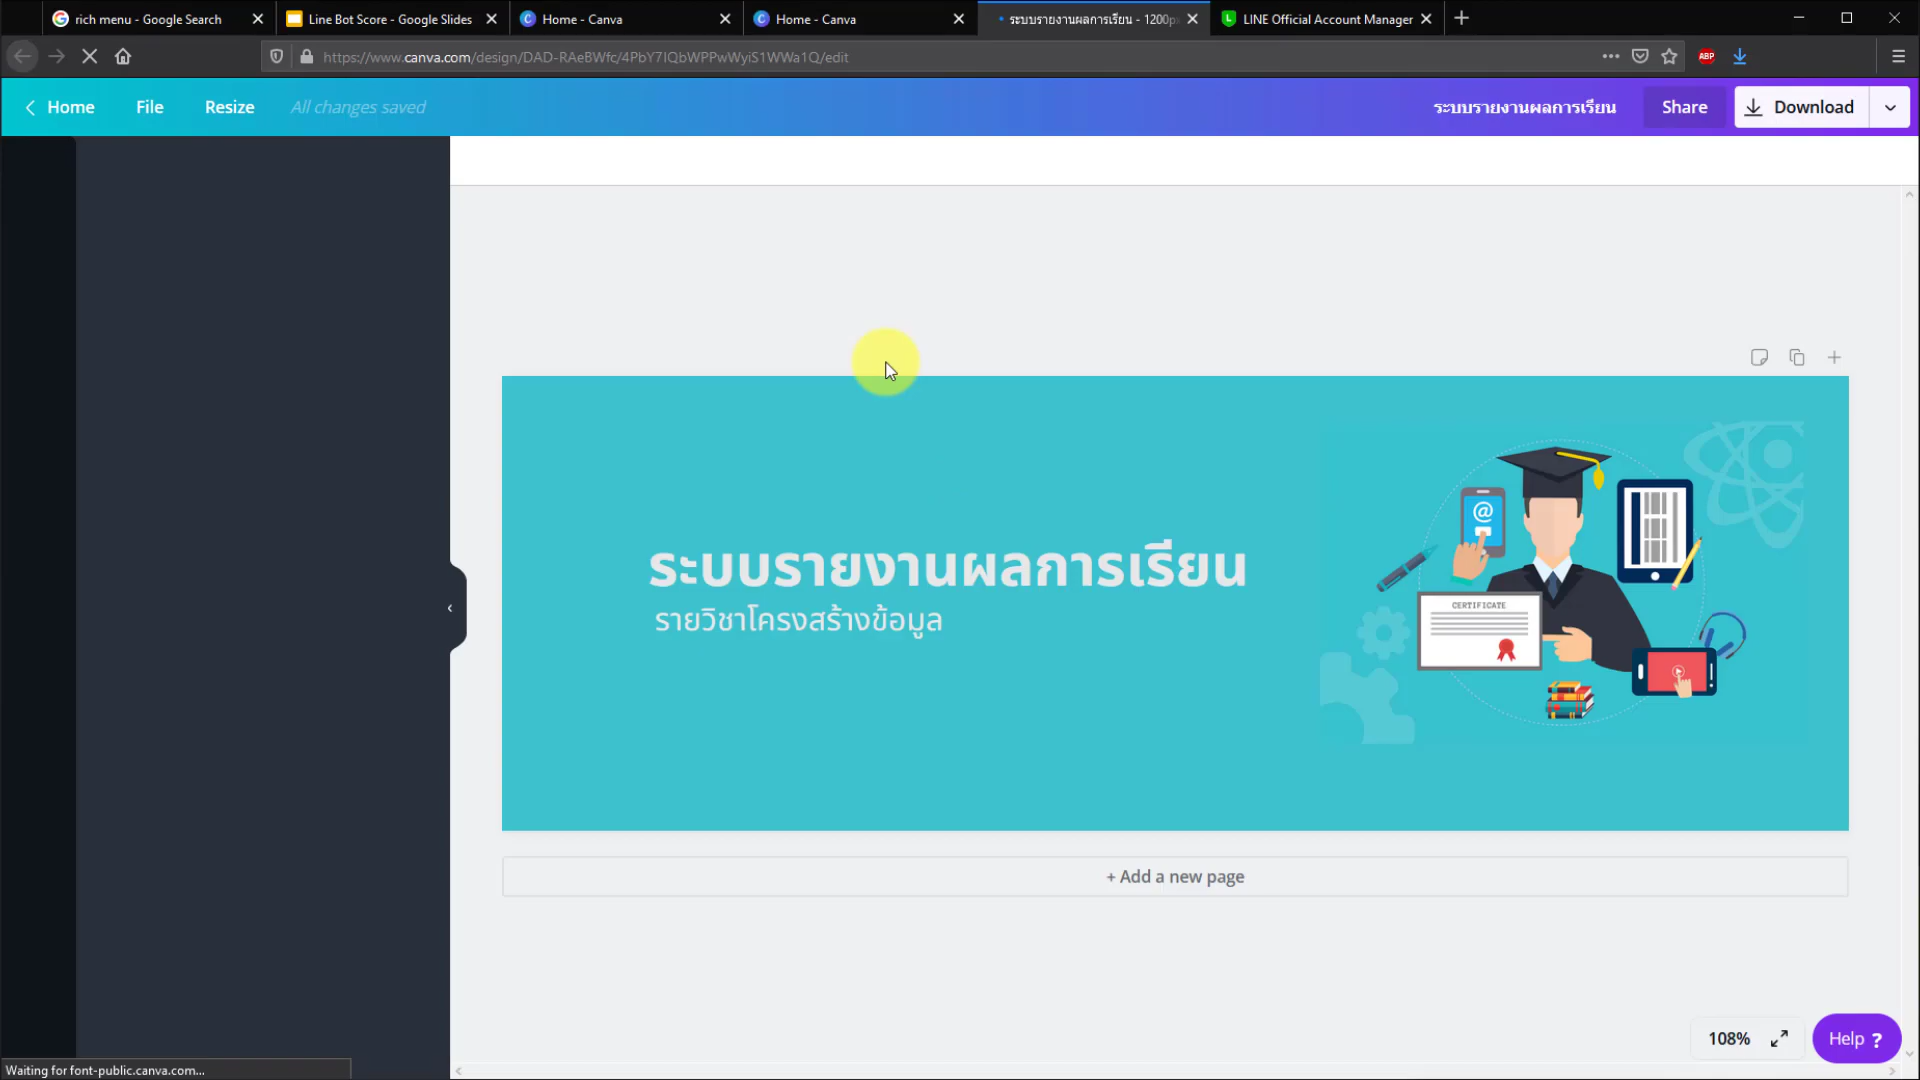 rich menu - Google Search
Line Bot Score - Google Slides
Home - Canva
Home - Canva
ระบบรายงานผลการเรียน - 1200p
LINE Official Account Manager
https://www.canva.com/design/DAD-RAeBWfc/4PbY7IQbWPPwWyiS1WWa1Q/edit
ABP
Home
File
Resize
All changes saved
ระบบรายงานผลการเรียน
Share
Download
ระบบรายงานผลการเรียน
รายวิชาโครงสร้างข้อมูล
@
CERTIFICATE
+ Add a new page
108%
Help ?
Waiting for font-public.canva.com...